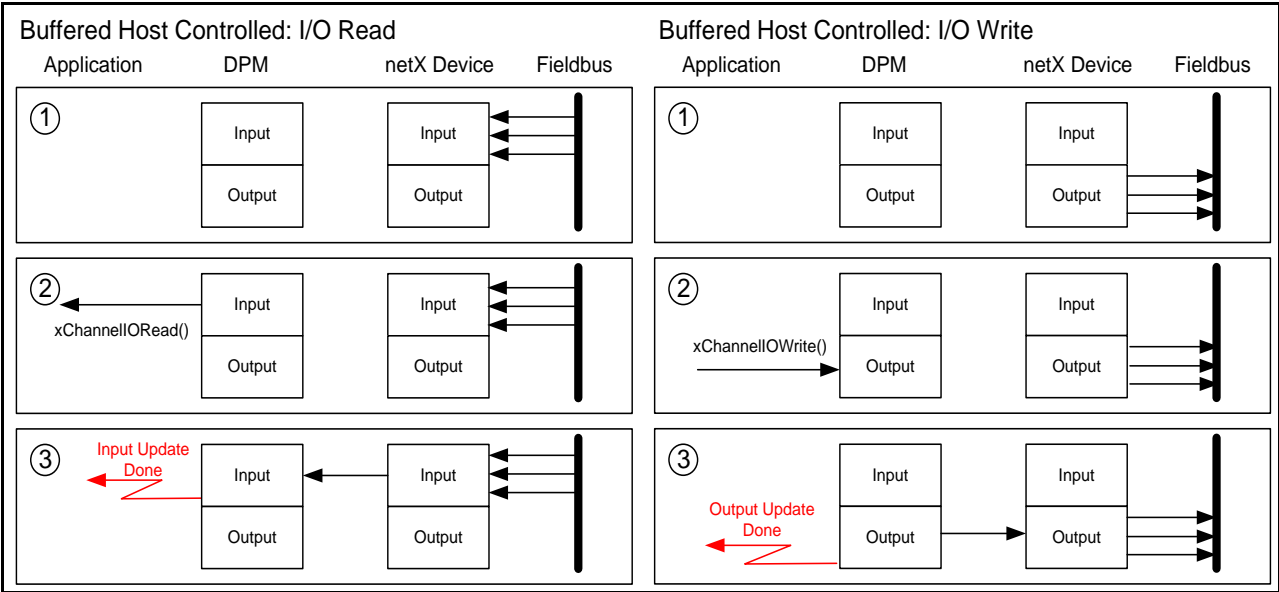 Buffered Host Controlled: I/O Read
Application DPM netX Device Fieldbus
1
Input Input
Output Output
2
Input Input
xChannelIORead()
Output Output
3
Input Update
Done
Input Input
Output Output
Buffered Host Controlled: I/O Write
Application DPM netX Device Fieldbus
1
Input Input
Output Output
2
Input Input
xChannelIOWrite()
Output Output
3
Input Input
Output Update
Done
Output Output